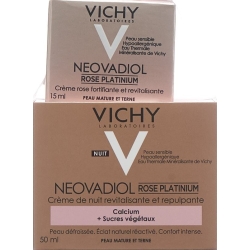 VICHY
LABORATOIRES
Peau sensible
Hypoallergénique
Eau Thermale
Minéralisante de Vichy
NEOVADIOL
ROSE PLATINIUM
Crème rose fortifiante et revitalisante
15 ml
PEAU MATURE ET TERNE
VICHY
LABORATOIRES
NUIT
Peau sensible
Hypoallergénique
Eau Thermale
Minéralisante de Vichy
NEOVADIOL ROSE PLATINIUM
Crème de nuit revitalisante et repulpante
Calcium
+ Sucres végétaux
Peau défroissée, Éclat naturel réactivé, Confort intense.
50 ml
PEAU MATURE ET TERNE